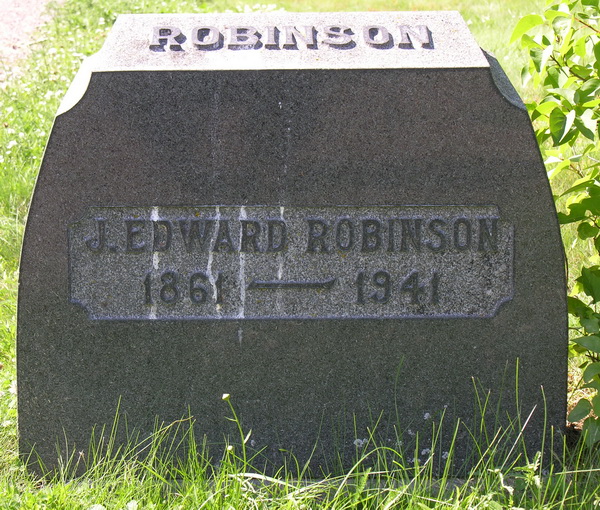 ROBINSON
J. EDWARD ROBINSON
1861 — 1941